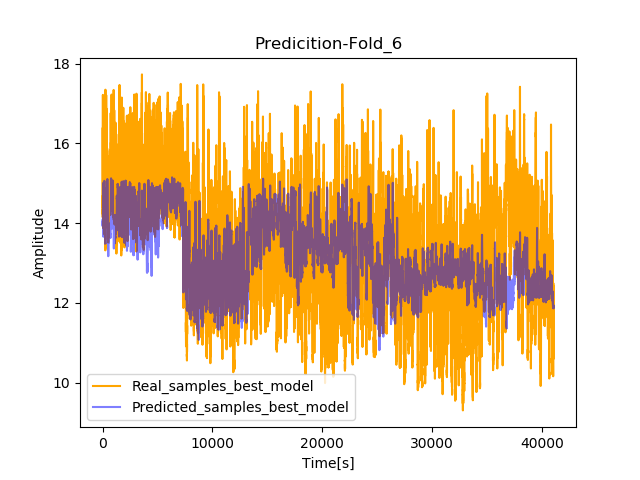 Predicition-Fold_6
18
16
14
12
10
Amplitude
Real_samples_best_model
Predicted_samples_best_model
0
10000
20000
30000
40000
Time[s]